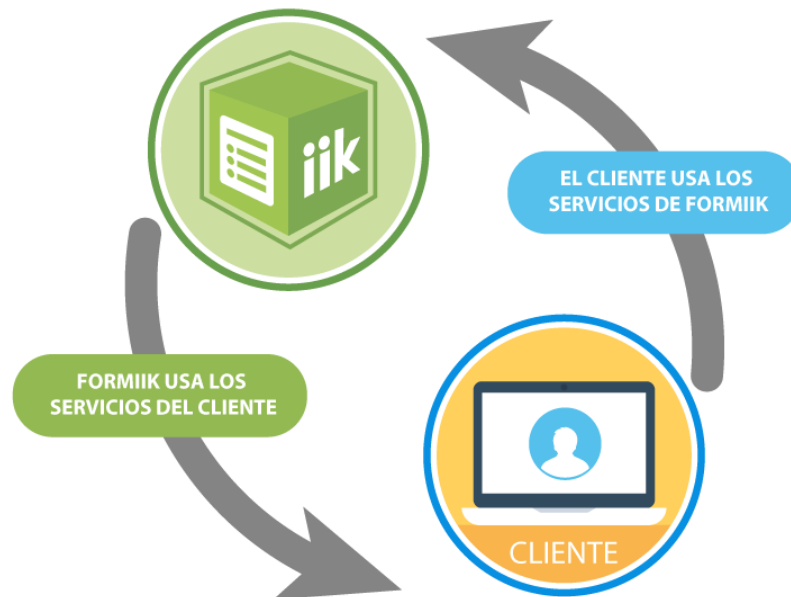 iik
EL CLIENTE USA LOS
SERVICIOS DE FORMIIK
FORMIIK USA LOS
SERVICIOS DEL CLIENTE
CLIENTE